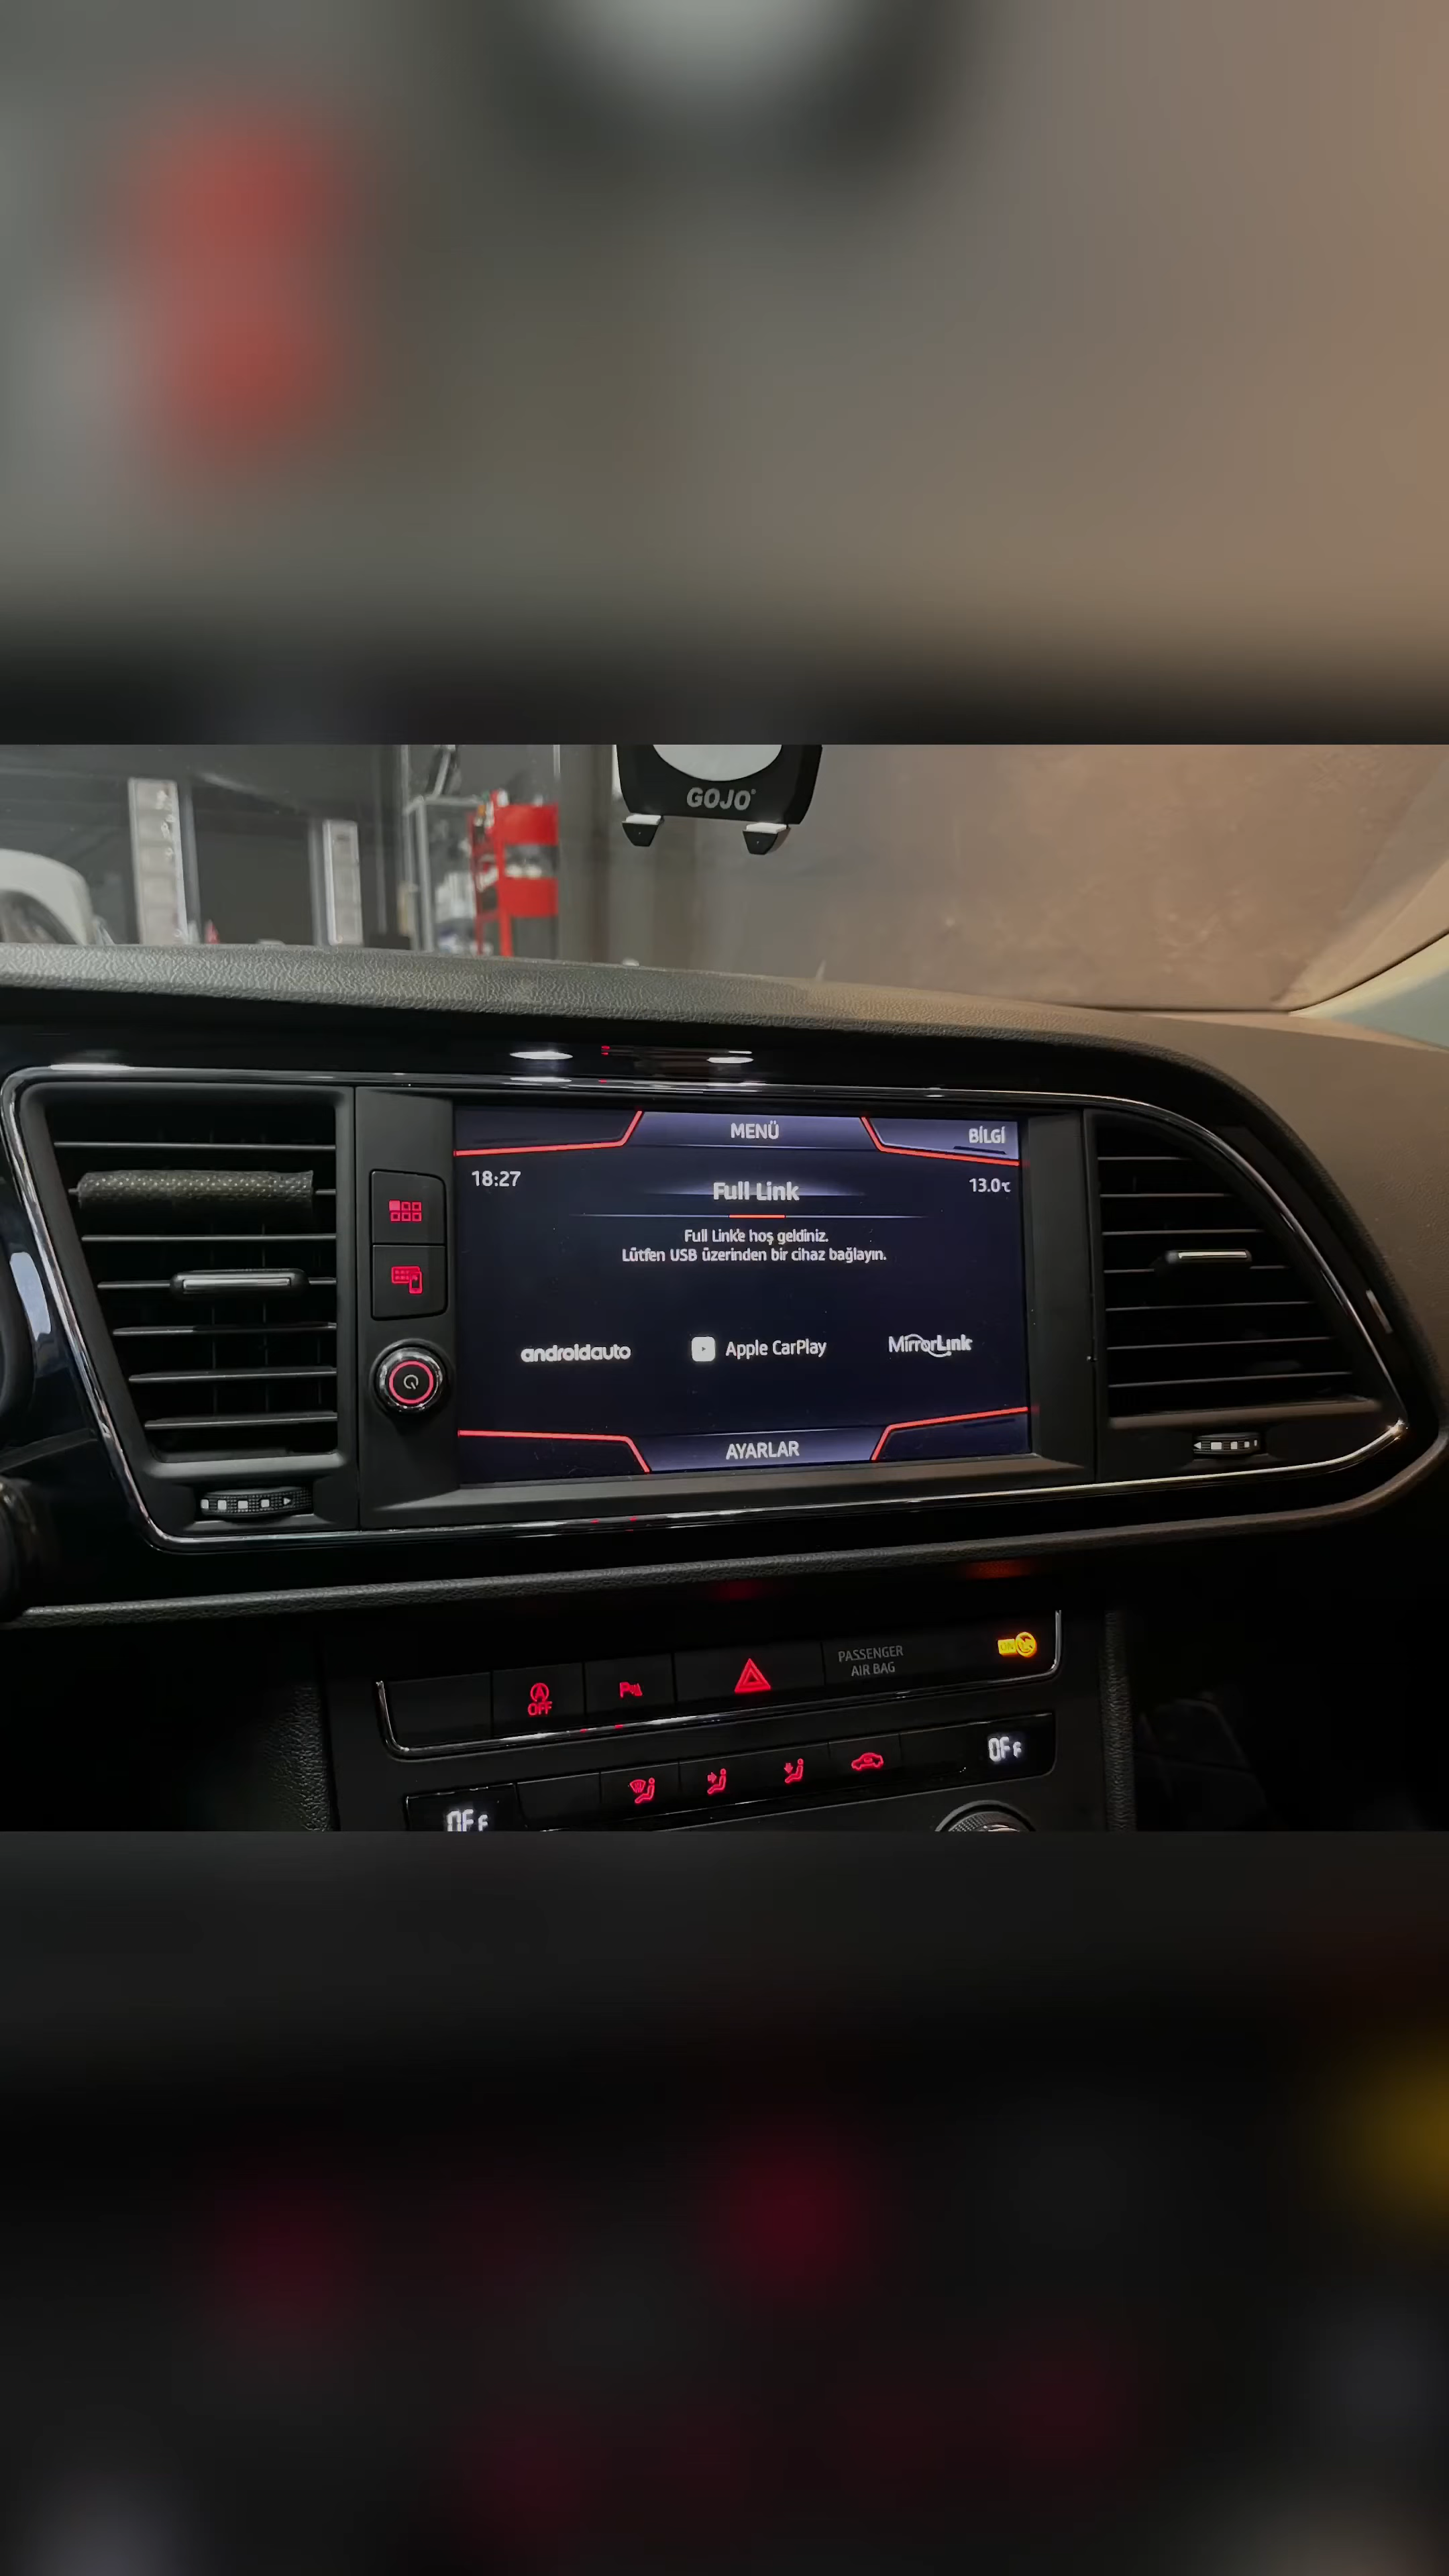 GOJO
MENÜ
BİLGİ
18:27
Full Link
13.0°C
Full Link'e hoş geldiniz.
Lütfen USB üzerinden bir cihaz bağlayın.
androidauto
Apple CarPlay
MirrorLink
AYARLAR
PASSENGER
AIR BAG
A
OFF
P
OFF
OFF